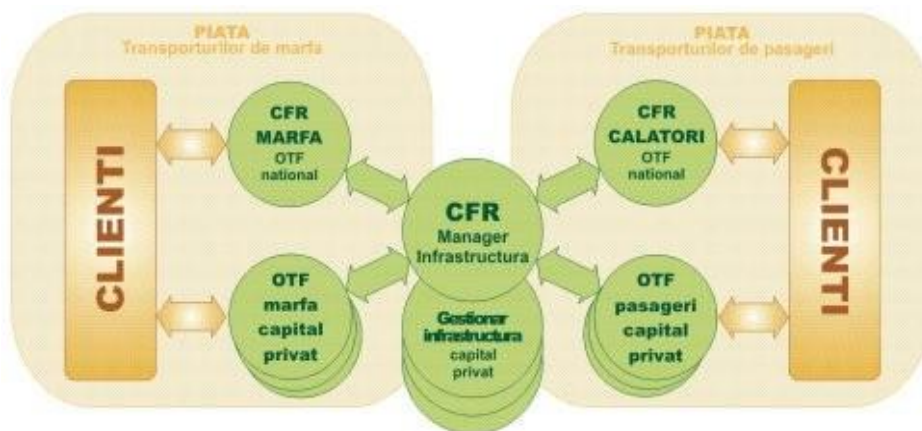 PIATA
Transporturilor de marfa
CLIENTI
CFR
MARFA
OTF
national
OTF
marfa
capital
privat
CFR
Manager
Infrastructura
Gestionar
infrastructura
capital
privat
PIATA
Transporturilor de pasageri
CFR
CALATORI
OTF
national
OTF
pasageri
capital
privat
CLIENTI